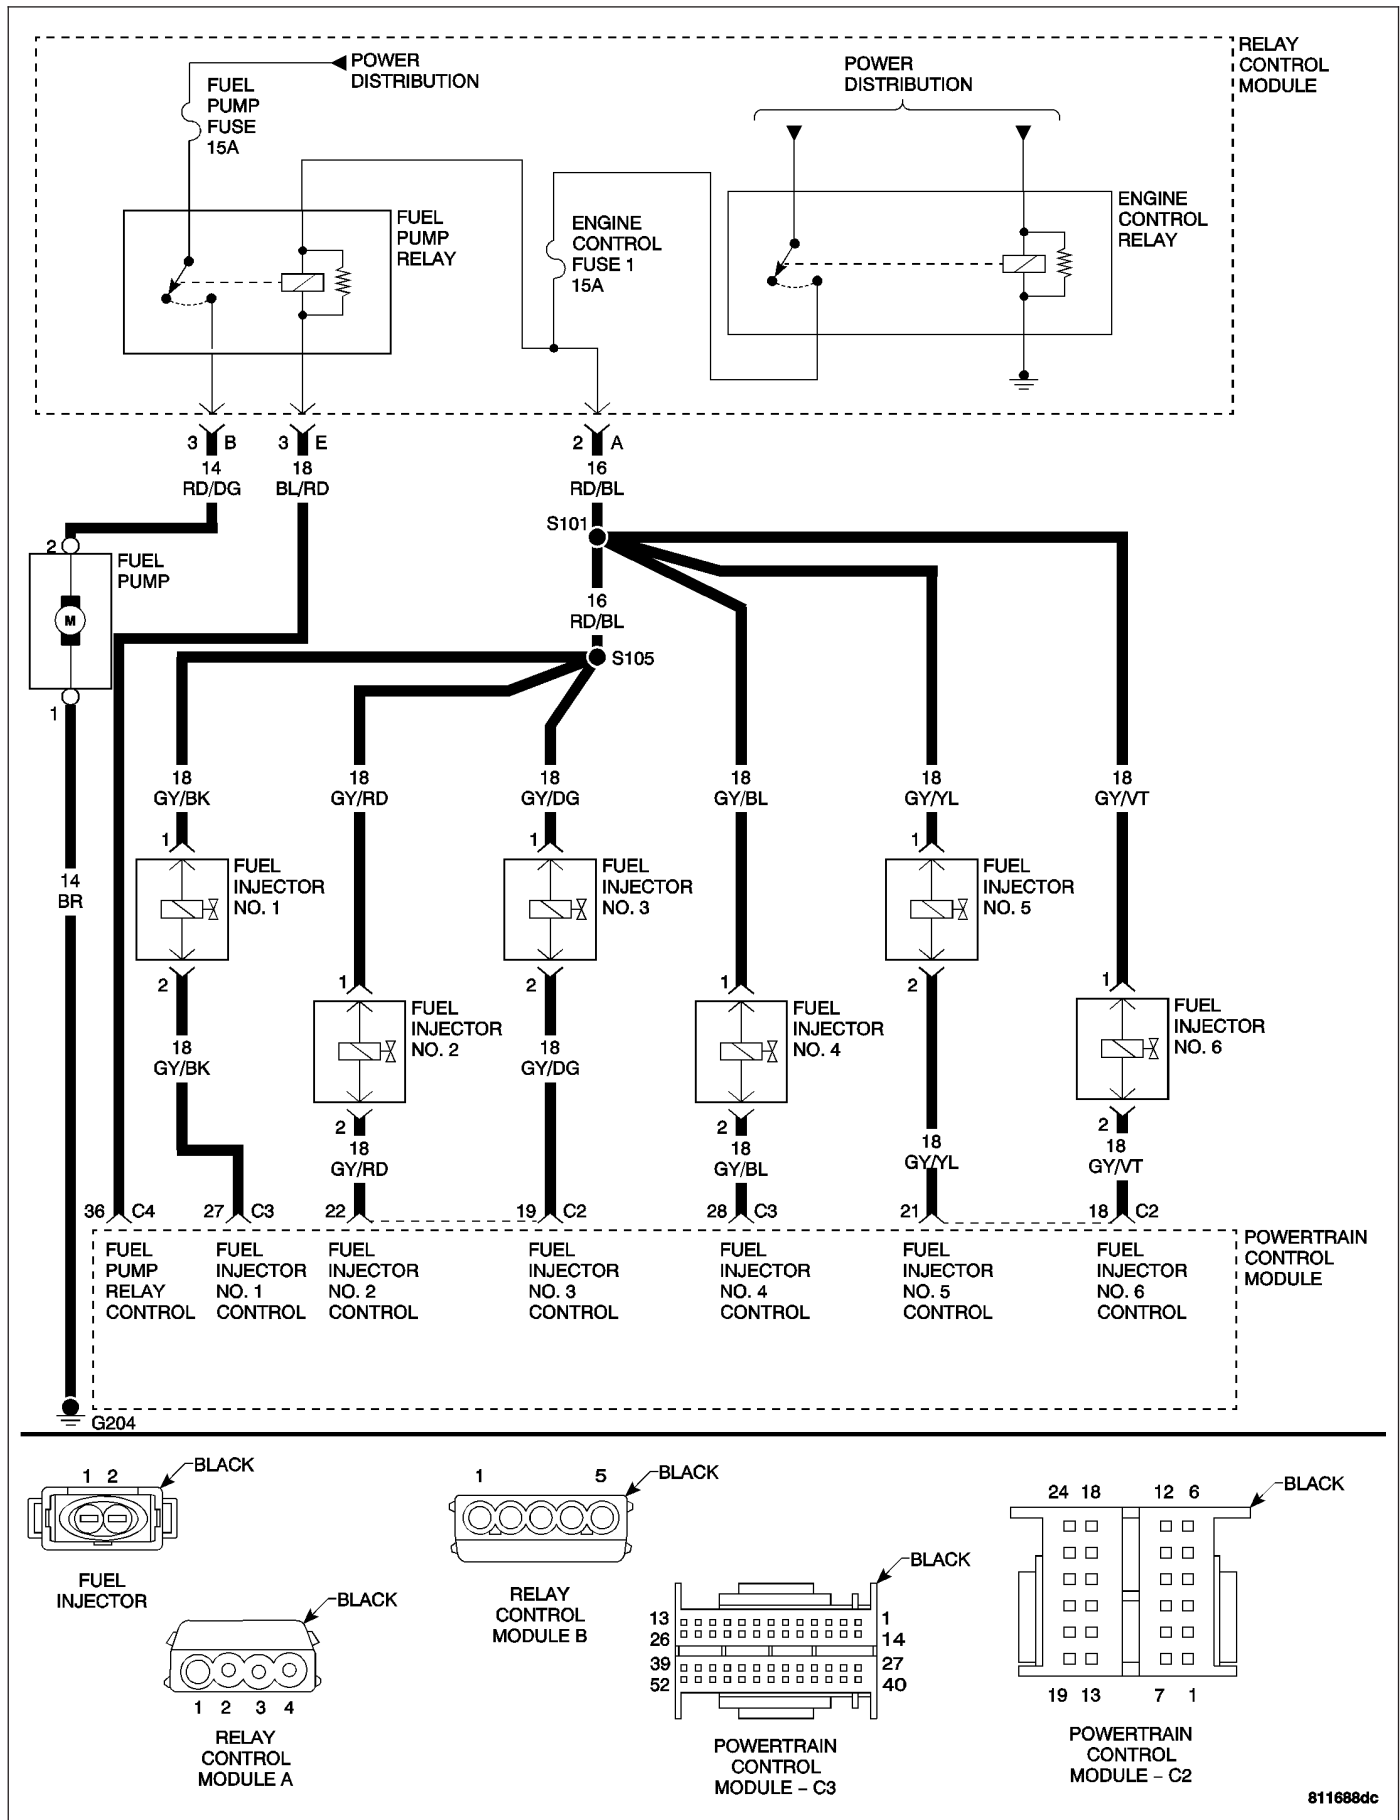 RELAY
CONTROL
MODULE
POWER
DISTRIBUTION
FUEL
PUMP
FUSE
15A
POWER
DISTRIBUTION
FUEL
PUMP
RELAY
ENGINE
CONTROL
FUSE 1
15A
ENGINE
CONTROL
RELAY
3 B
3 E
2 A
14
RD/DG
18
BL/RD
16
RD/BL
S101
2
FUEL
PUMP
M
1
16
RD/BL
S105
18
GY/BK
18
GY/RD
18
GY/DG
18
GY/BL
18
GY/YL
18
GY/VT
14
BR
1
FUEL
INJECTOR
NO. 1
2
1
FUEL
INJECTOR
NO. 3
2
1
FUEL
INJECTOR
NO. 5
2
1
FUEL
INJECTOR
NO. 2
2
1
FUEL
INJECTOR
NO. 4
2
1
FUEL
INJECTOR
NO. 6
2
18
GY/BK
18
GY/DG
18
GY/RD
18
GY/BL
18
GY/YL
18
GY/VT
36 C4
27 C3
22
19 C2
28 C3
21
18 C2
FUEL
PUMP
RELAY
CONTROL
FUEL
INJECTOR
NO. 1
CONTROL
FUEL
INJECTOR
NO. 2
CONTROL
FUEL
INJECTOR
NO. 3
CONTROL
FUEL
INJECTOR
NO. 4
CONTROL
FUEL
INJECTOR
NO. 5
CONTROL
FUEL
INJECTOR
NO. 6
CONTROL
POWERTRAIN
CONTROL
MODULE
G204
1 2
BLACK
FUEL
INJECTOR
BLACK
1 2 3 4
RELAY
CONTROL
MODULE A
1 5
BLACK
RELAY
CONTROL
MODULE B
BLACK
13 1
26 14
39 27
52 40
POWERTRAIN
CONTROL
MODULE – C3
BLACK
24 18 12 6
19 13 7 1
POWERTRAIN
CONTROL
MODULE – C2
811688dc